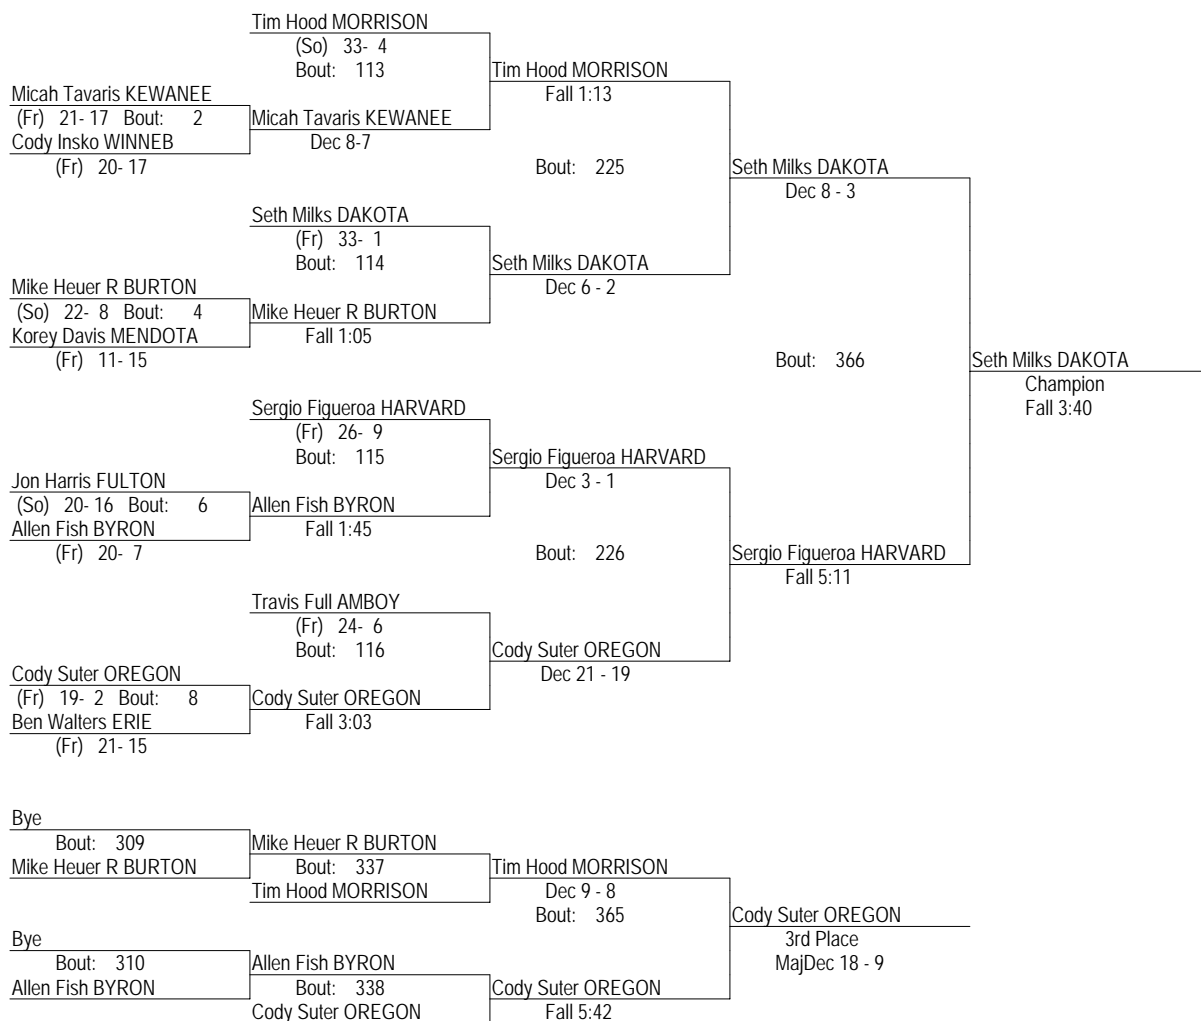 Tim Hood MORRISON
(So) 33- 4
Bout: 113
Tim Hood MORRISON
Fall 1:13
Micah Tavaris KEWANEE
(Fr) 21- 17 Bout: 2
Micah Tavaris KEWANEE
Dec 8-7
Cody Insko WINNEB
(Fr) 20- 17
Bout: 225
Seth Milks DAKOTA
Dec 8 - 3
Seth Milks DAKOTA
(Fr) 33- 1
Bout: 114
Seth Milks DAKOTA
Dec 6 - 2
Mike Heuer R BURTON
(So) 22- 8 Bout: 4
Mike Heuer R BURTON
Fall 1:05
Korey Davis MENDOTA
(Fr) 11- 15
Bout: 366
Seth Milks DAKOTA
Champion
Fall 3:40
Sergio Figueroa HARVARD
(Fr) 26- 9
Bout: 115
Sergio Figueroa HARVARD
Dec 3 - 1
Jon Harris FULTON
(So) 20- 16 Bout: 6
Allen Fish BYRON
Fall 1:45
Allen Fish BYRON
(Fr) 20- 7
Bout: 226
Sergio Figueroa HARVARD
Fall 5:11
Travis Full AMBOY
(Fr) 24- 6
Bout: 116
Cody Suter OREGON
Dec 21 - 19
Cody Suter OREGON
(Fr) 19- 2 Bout: 8
Cody Suter OREGON
Fall 3:03
Ben Walters ERIE
(Fr) 21- 15
Bye
Bout: 309
Mike Heuer R BURTON
Mike Heuer R BURTON
Bout: 337
Tim Hood MORRISON
Tim Hood MORRISON
Dec 9 - 8
Bout: 365
Cody Suter OREGON
3rd Place
MajDec 18 - 9
Bye
Bout: 310
Allen Fish BYRON
Allen Fish BYRON
Bout: 338
Cody Suter OREGON
Cody Suter OREGON
Fall 5:42